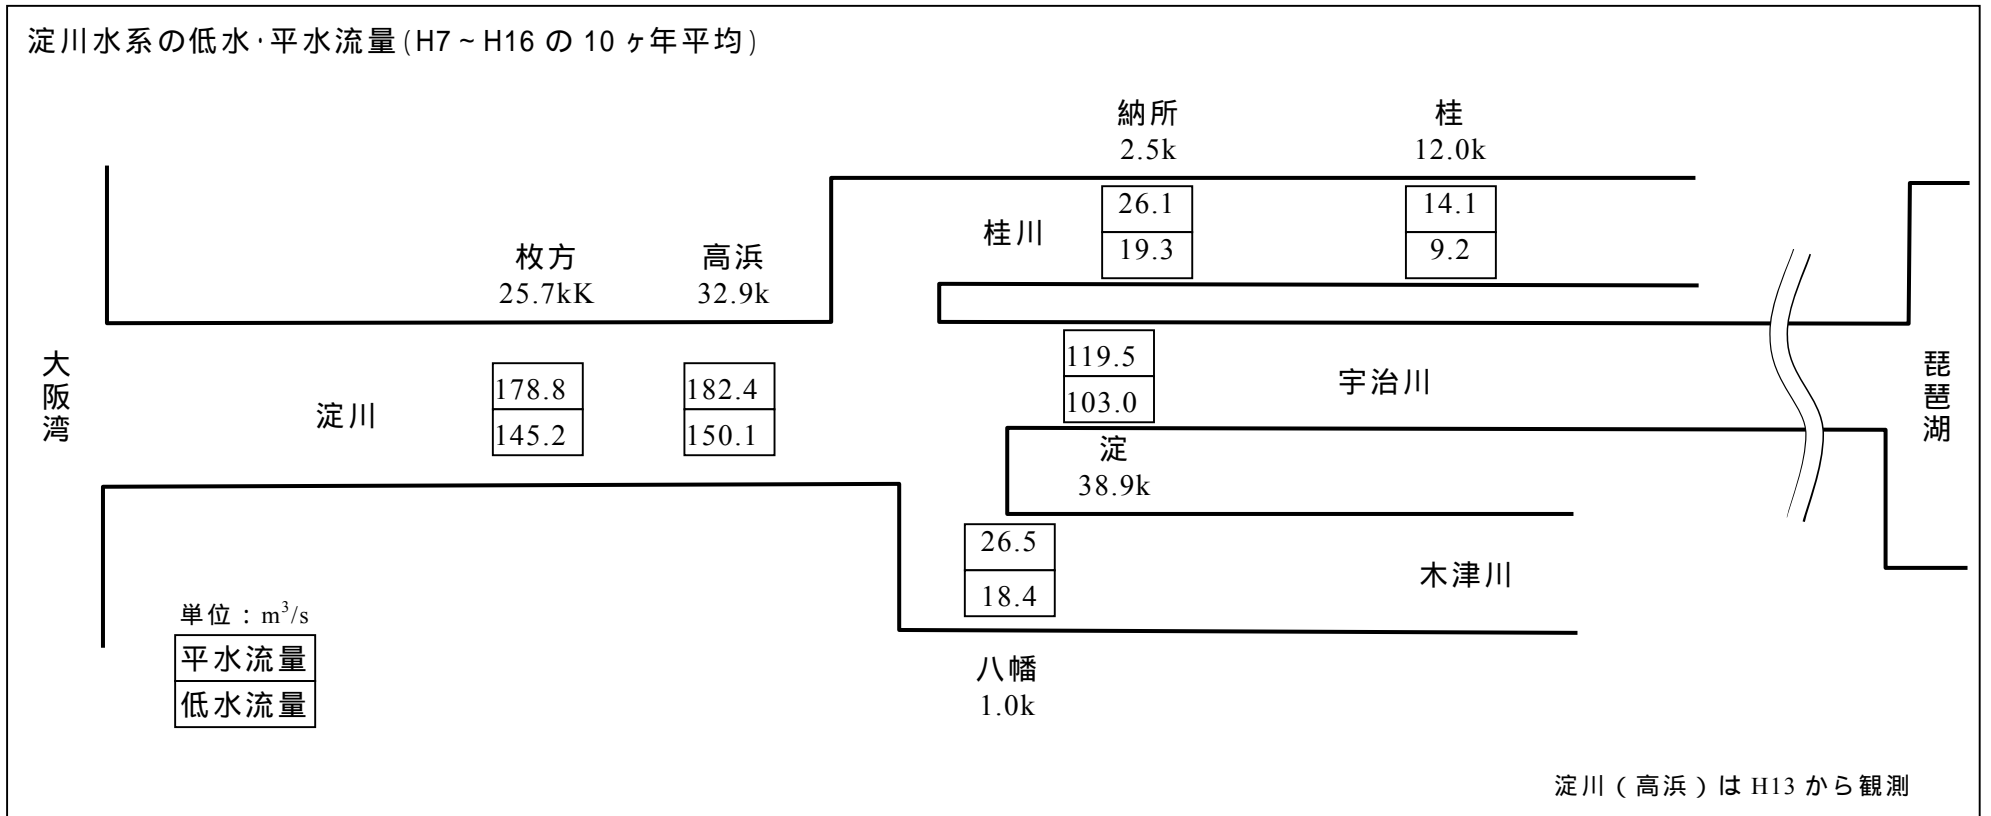 淀川水系の低水･平水流量(H7～H16 の 10 ヶ年平均)
納所
2.5k
桂
12.0k
桂川
26.1
19.3
14.1
9.2
枚方
25.7kK
高浜
32.9k
大阪湾
淀川
178.8
145.2
182.4
150.1
119.5
103.0
宇治川
琵琶湖
淀
38.9k
26.5
18.4
木津川
八幡
1.0k
単位：m³/s
平水流量
低水流量
淀川（高浜）は H13 から観測